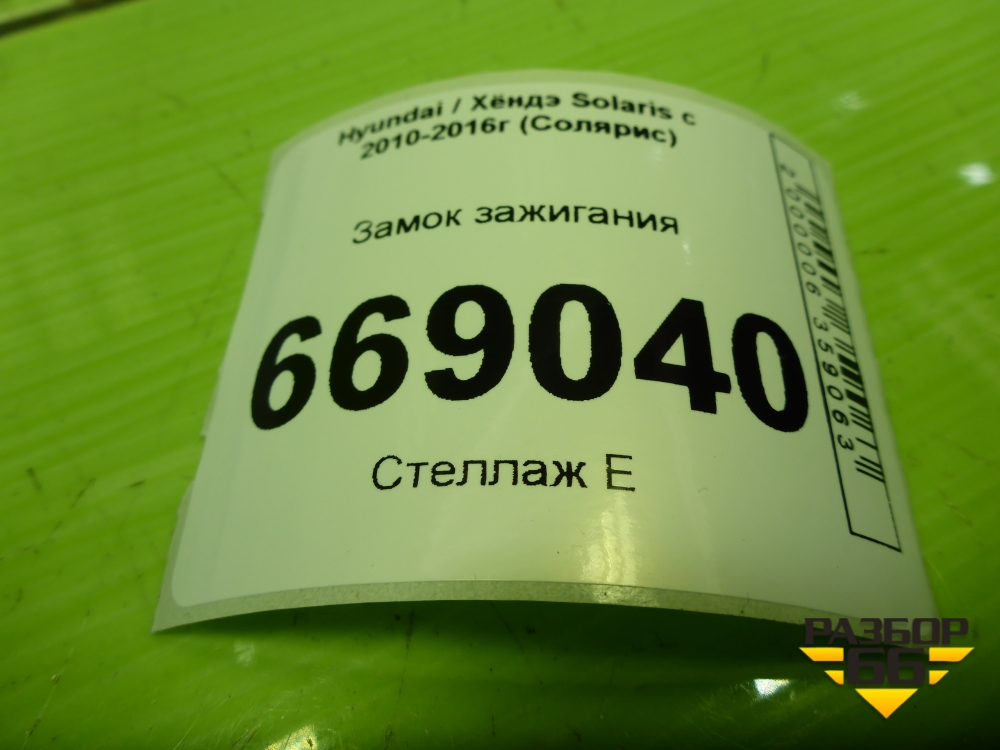 Hyundai / Хёндэ Solaris с
2010-2016г (Солярис)
Замок зажигания
669040
Стеллаж Е
2000006359063
РАЗБОР
66